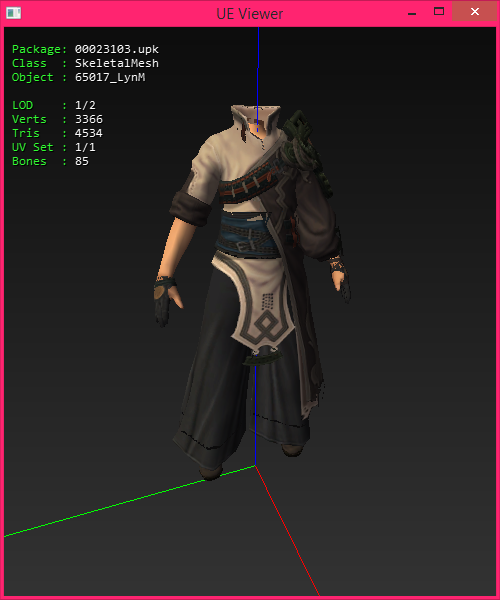 UE Viewer
Package: 00023103.upk
Class : SkeletalMesh
Object : 65017_LynM
LOD : 1/2
Verts : 3366
Tris : 4534
UV Set : 1/1
Bones : 85